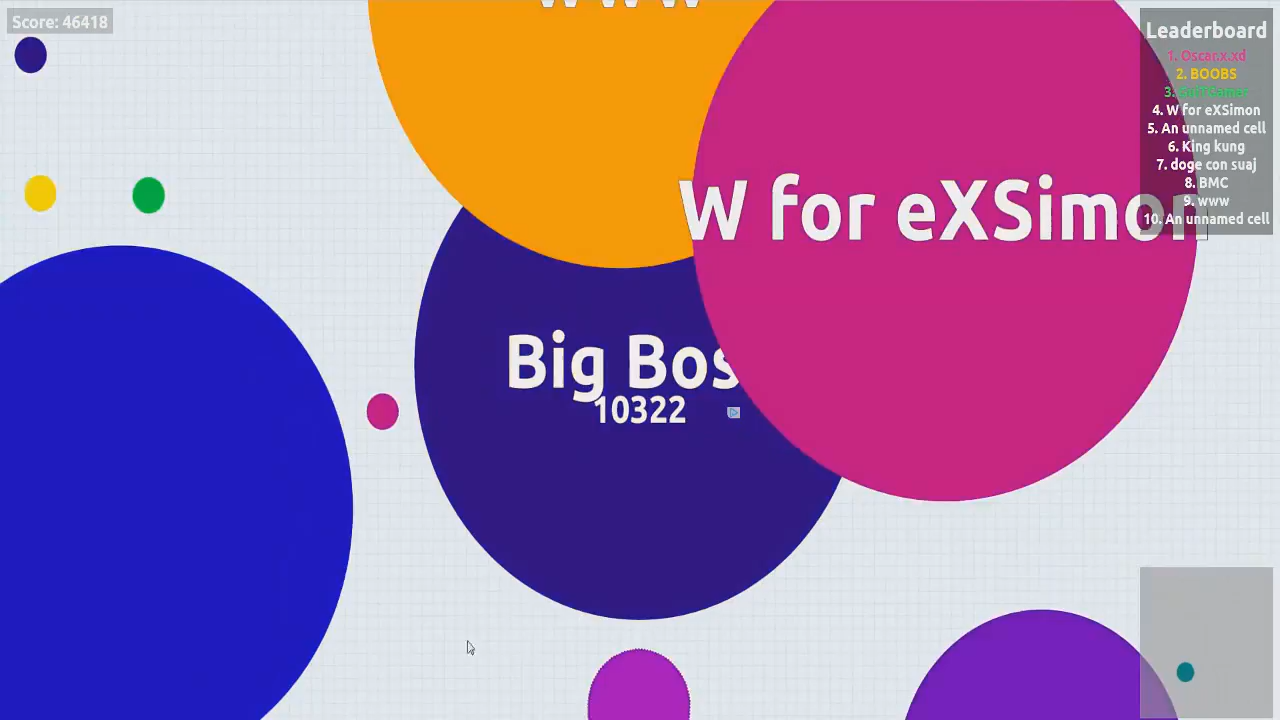 Score: 46418
W W W
Leaderboard
1. Oscar.x.xd
2. BOOBS
4. W for eXSimon
5. An unnamed cell
6. King kung
7. doge con suaj
8. BMC
9. www
10. An unnamed cell
W for eXSimon
Big Bos
10322